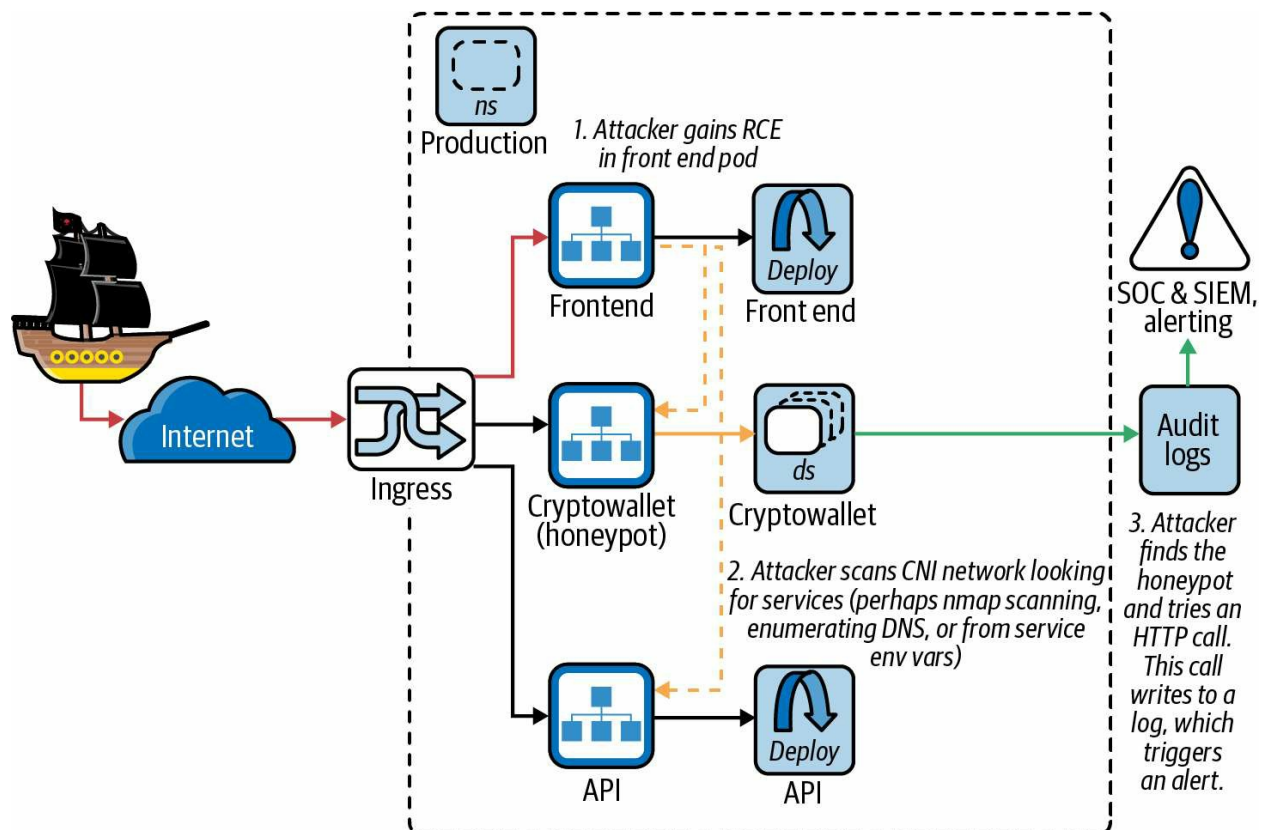 ns
Production
1. Attacker gains RCE
in front end pod
Frontend
Deploy
Front end
SOC & SIEM,
alerting
Internet
Ingress
Cryptowallet
(honeypot)
ds
Cryptowallet
Audit
logs
2. Attacker scans CNI network looking
for services (perhaps nmap scanning,
enumerating DNS, or from service
env vars)
3. Attacker
finds the
honeypot
and tries an
HTTP call.
This call
writes to a
log, which
triggers
an alert.
API
Deploy
API